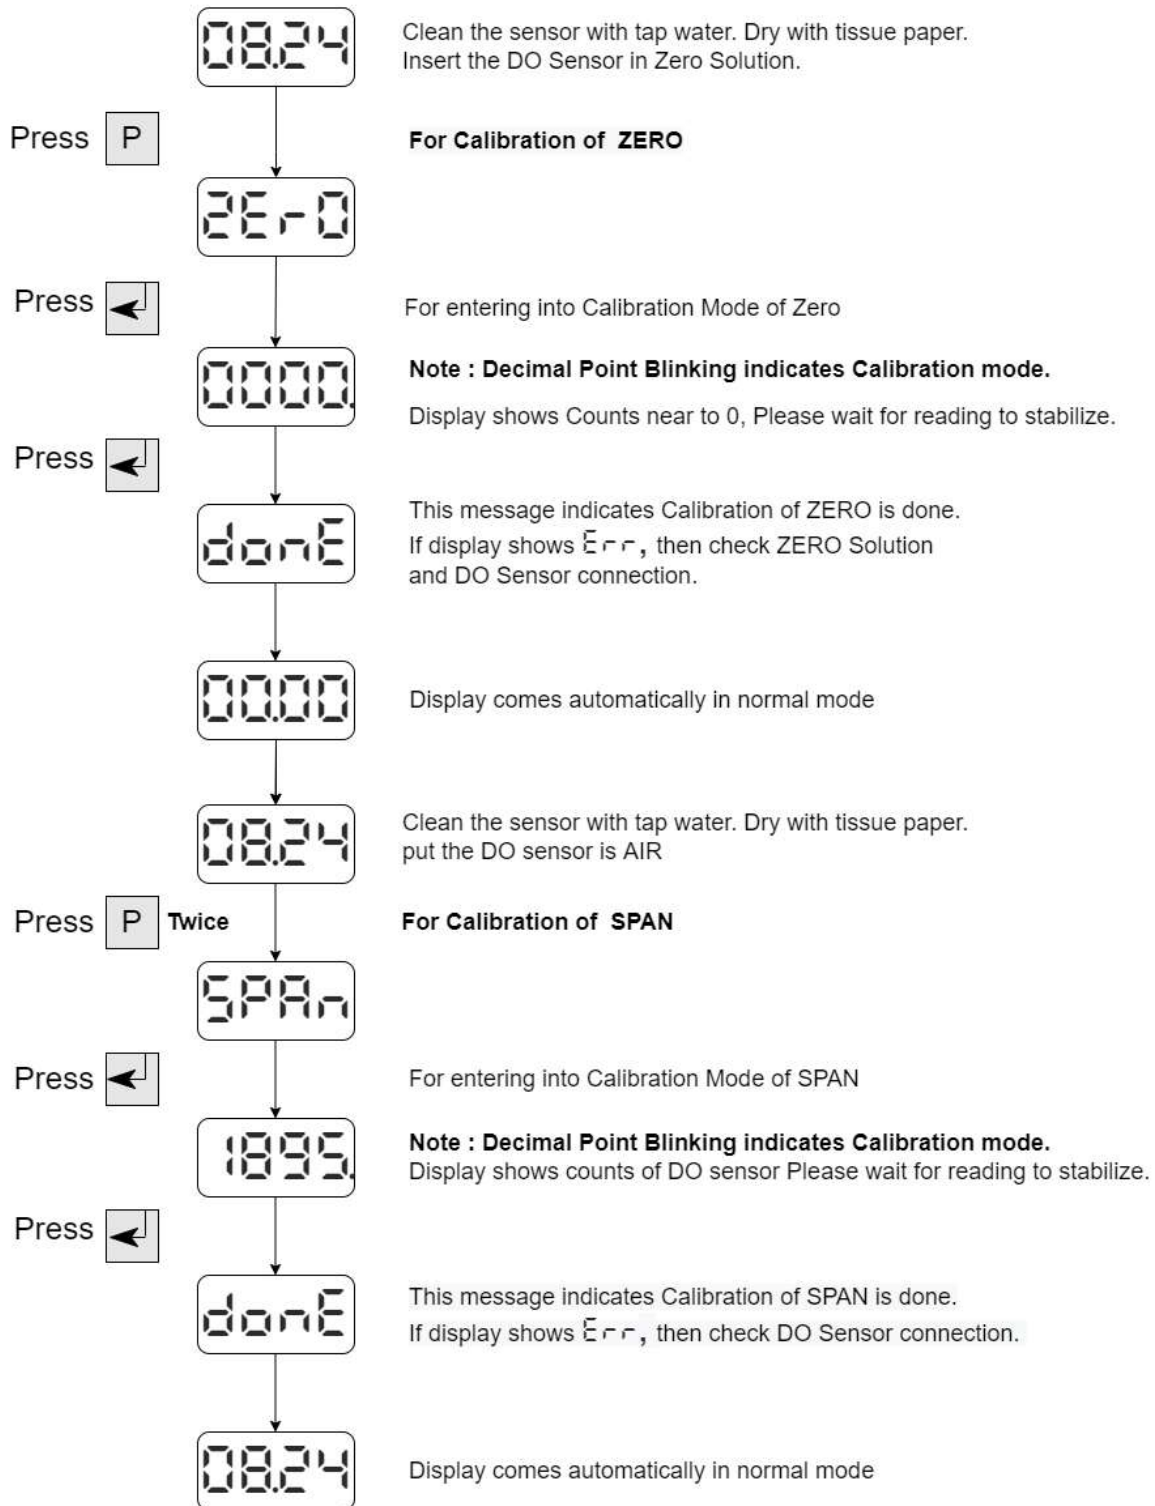 08.24
Clean the sensor with tap water. Dry with tissue paper.
Insert the DO Sensor in Zero Solution.
Press P
For Calibration of ZERO
ZErO
Press
For entering into Calibration Mode of Zero
0000.
Note : Decimal Point Blinking indicates Calibration mode.
Display shows Counts near to 0, Please wait for reading to stabilize.
Press
donE
This message indicates Calibration of ZERO is done.
If display shows Err, then check ZERO Solution
and DO Sensor connection.
00.00
Display comes automatically in normal mode
08.24
Clean the sensor with tap water. Dry with tissue paper.
put the DO sensor is AIR
Press P Twice
For Calibration of SPAN
SPAn
Press
For entering into Calibration Mode of SPAN
1895.
Note : Decimal Point Blinking indicates Calibration mode.
Display shows counts of DO sensor Please wait for reading to stabilize.
Press
donE
This message indicates Calibration of SPAN is done.
If display shows Err, then check DO Sensor connection.
08.24
Display comes automatically in normal mode